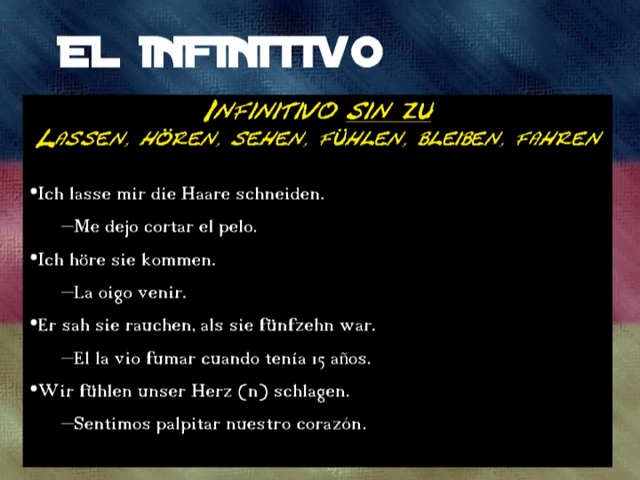 EL INFINITIVO
INFINITIVO SIN ZU
LASSEN, HÖREN, SEHEN, FÜHLEN, BLEIBEN, FAHREN
•Ich lasse mir die Haare schneiden.
–Me dejo cortar el pelo.
•Ich höre sie kommen.
–La oigo venir.
•Er sah sie rauchen, als sie fünfzehn war.
–El la vio fumar cuando tenía 15 años.
•Wir fühlen unser Herz (n) schlagen.
–Sentimos palpitar nuestro corazón.